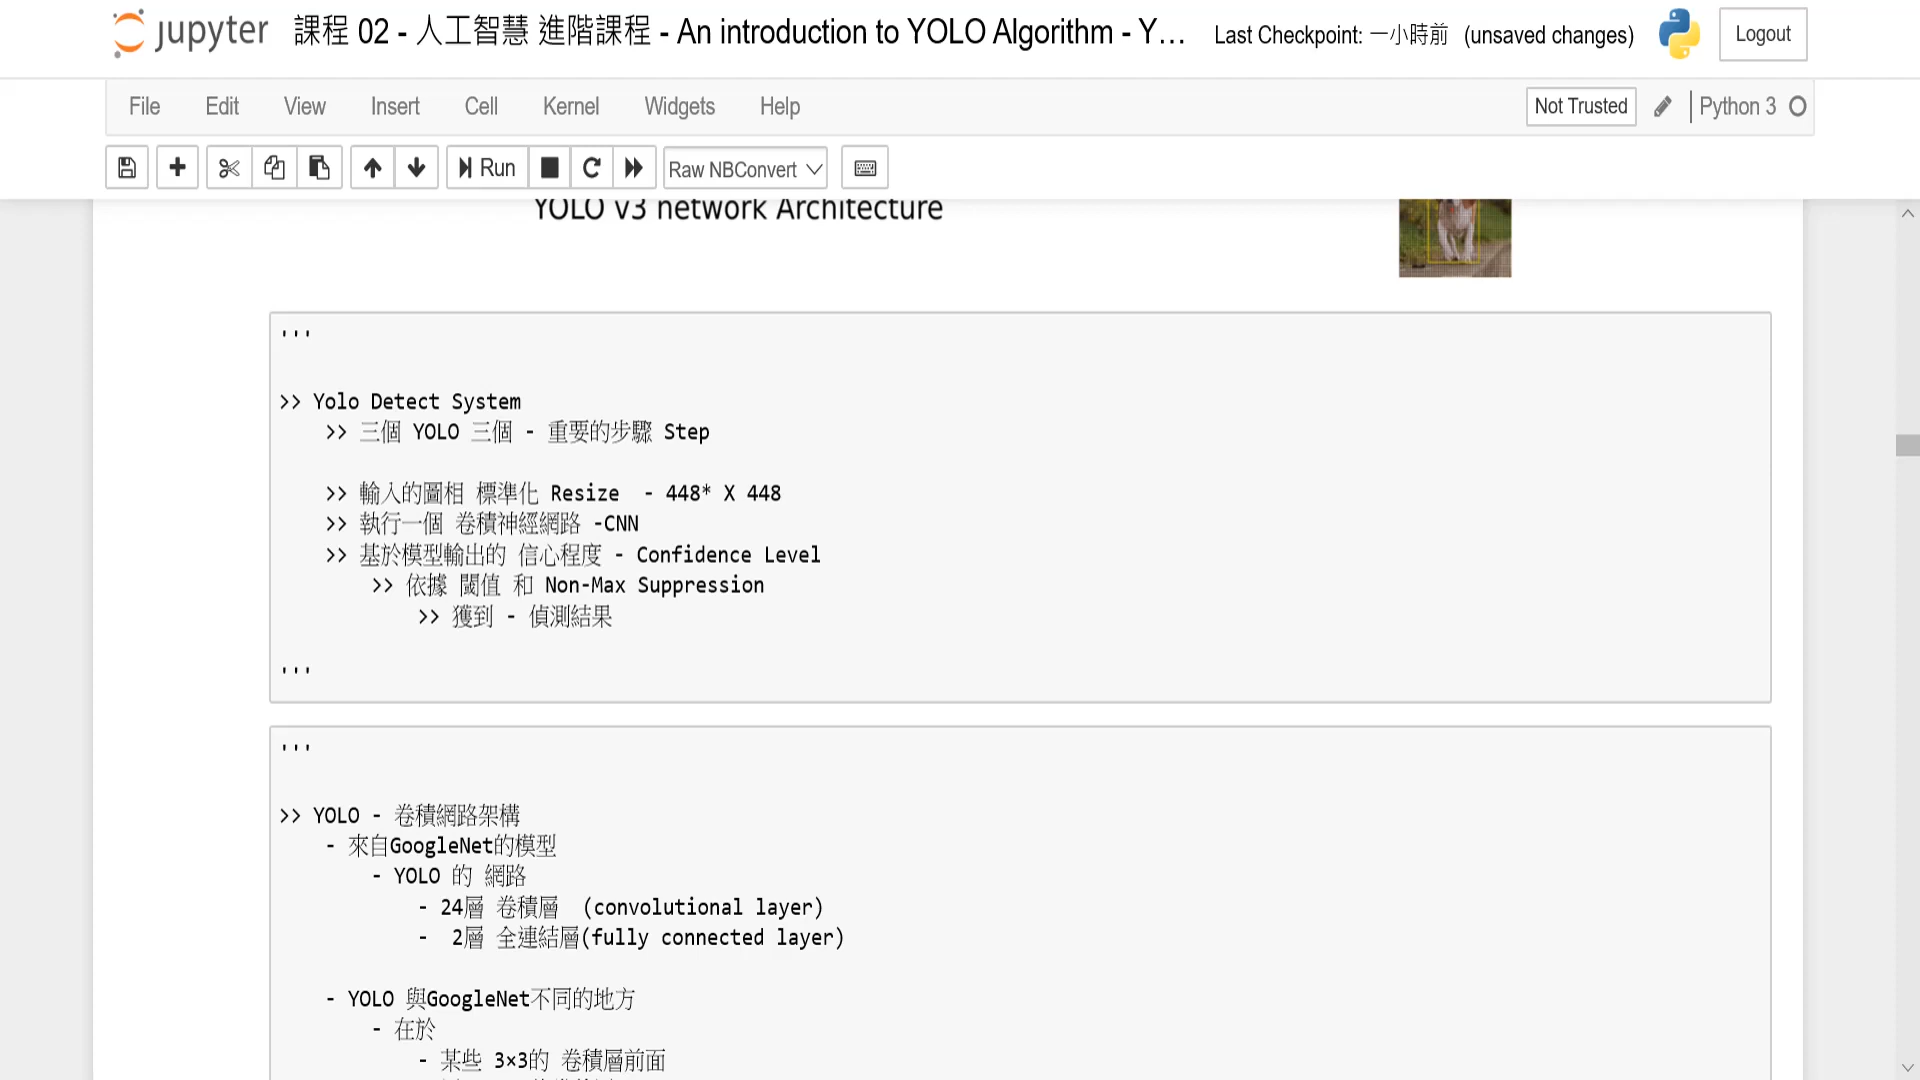 jupyter 課程 02 - 人工智慧 進階課程 - An introduction to YOLO Algorithm - Y... Last Checkpoint: 一小時前 (unsaved changes) Logout
File Edit View Insert Cell Kernel Widgets Help Not Trusted Python 3
Run Raw NBConvert
YOLO v3 network Architecture
'''
>> Yolo Detect System
>> 三個 YOLO 三個 - 重要的步驟 Step
>> 輸入的圖相 標準化 Resize - 448* X 448
>> 執行一個 卷積神經網路 -CNN
>> 基於模型輸出的 信心程度 - Confidence Level
>> 依據 閾值 和 Non-Max Suppression
>> 獲到 - 偵測結果
'''
'''
>> YOLO - 卷積網路架構
- 來自GoogleNet的模型
- YOLO 的 網路
- 24層 卷積層 (convolutional layer)
- 2層 全連結層(fully connected layer)
- YOLO 與GoogleNet不同的地方
- 在於
- 某些 3×3的 卷積層前面